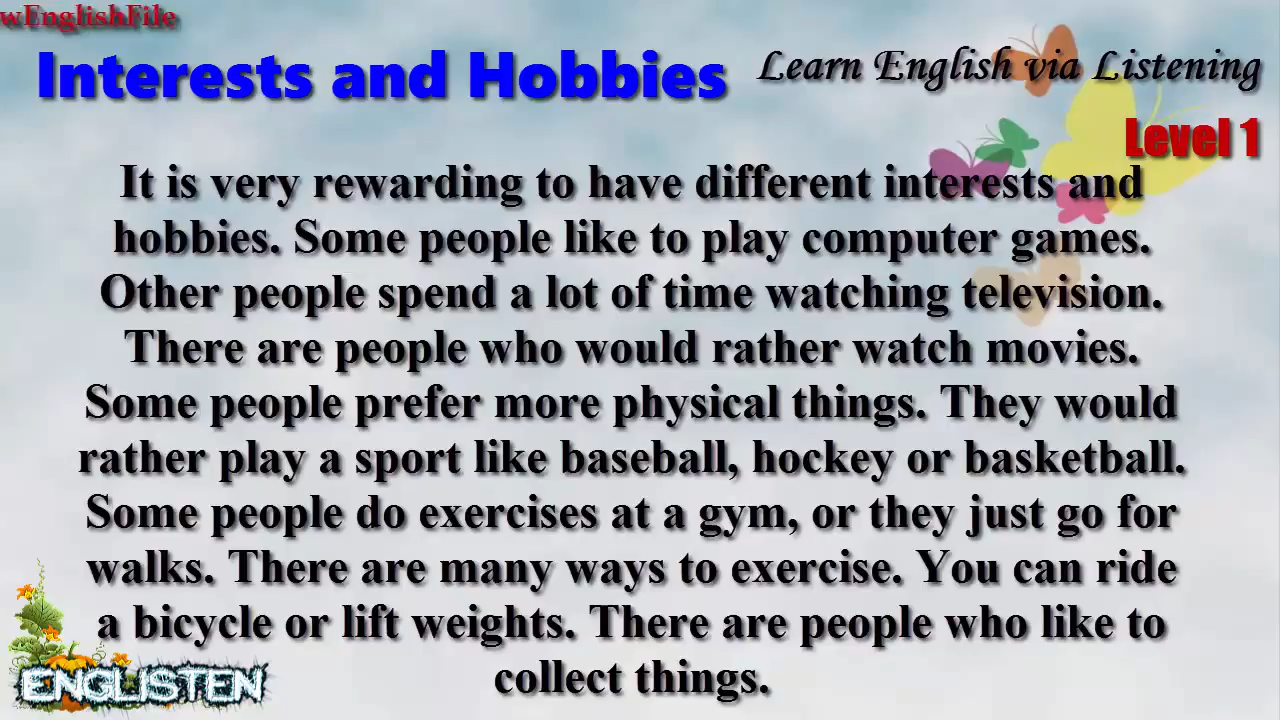 wEnglishFile
Interests and Hobbies
Learn English via Listening
Level 1
It is very rewarding to have different interests and
hobbies. Some people like to play computer games.
Other people spend a lot of time watching television.
There are people who would rather watch movies.
Some people prefer more physical things. They would
rather play a sport like baseball, hockey or basketball.
Some people do exercises at a gym, or they just go for
walks. There are many ways to exercise. You can ride
a bicycle or lift weights. There are people who like to
collect things.
ENGLISTEN